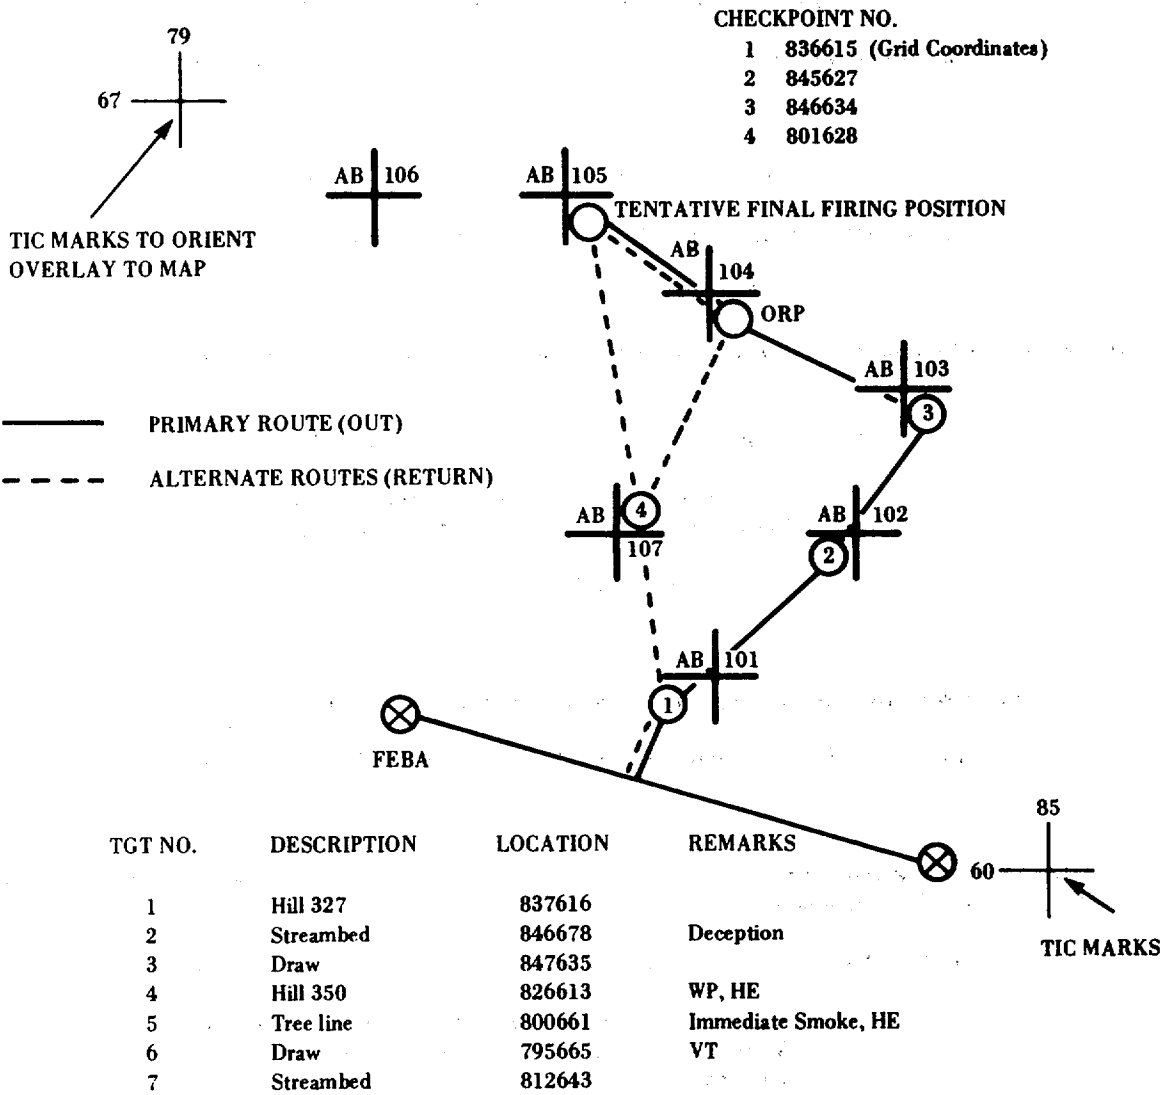 CHECKPOINT NO.
1 836615 (Grid Coordinates)
2 845627
3 846634
4 801628
79
67
TIC MARKS TO ORIENT
OVERLAY TO MAP
AB 106
AB 105
TENTATIVE FINAL FIRING POSITION
AB
104
ORP
AB 103
3
PRIMARY ROUTE (OUT)
ALTERNATE ROUTES (RETURN)
4
AB
107
AB 102
2
AB 101
1
FEBA
85
60
TIC MARKS
TGT NO. DESCRIPTION LOCATION REMARKS
1 Hill 327 837616
2 Streambed 846678 Deception
3 Draw 847635
4 Hill 350 826613 WP, HE
5 Tree line 800661 Immediate Smoke, HE
6 Draw 795665 VT
7 Streambed 812643